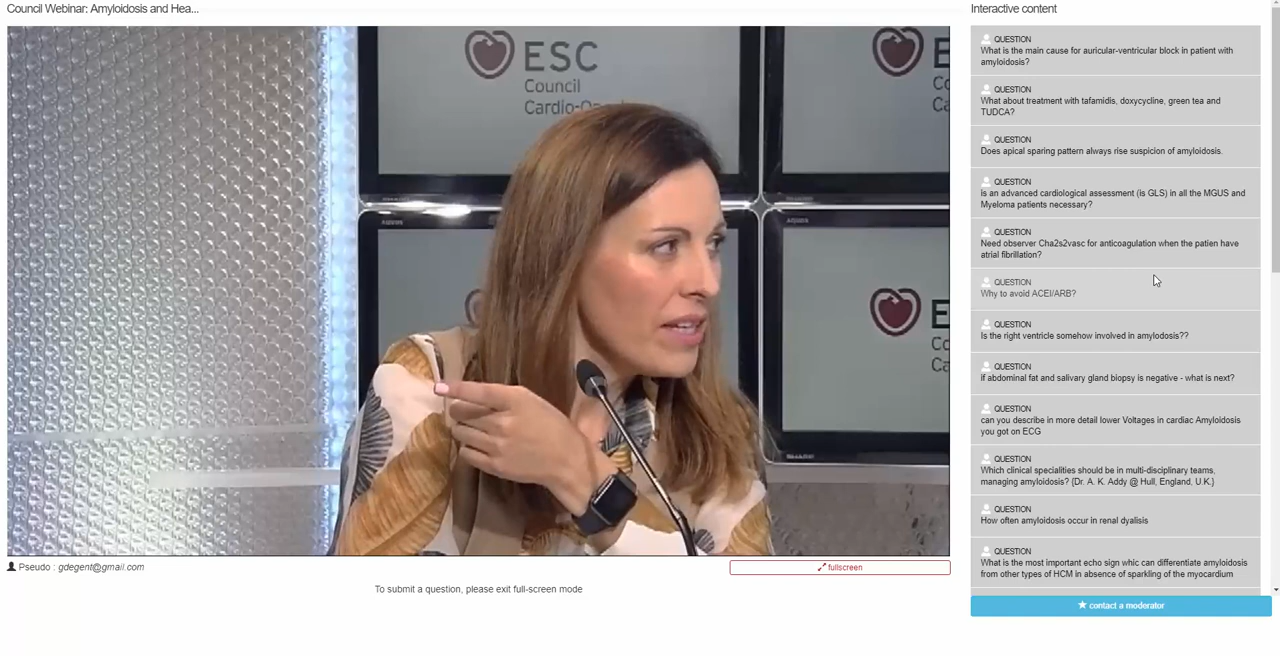 Council Webinar: Amyloidosis and Hea...
ESC
Council
Cardio-
E
Co
Ca
E
Co
Ca
Pseudo : gdegent@gmail.com
fullscreen
To submit a question, please exit full-screen mode
Interactive content
QUESTION
What is the main cause for auricular-ventricular block in patient with
amyloidosis?
QUESTION
What about treatment with tafamidis, doxycycline, green tea and
TUDCA?
QUESTION
Does apical sparing pattern always rise suspicion of amyloidosis.
QUESTION
is an advanced cardiological assessment (is GLS) in all the MGUS and
Myeloma patients necessary?
QUESTION
Need observer Cha2s2vasc for anticoagulation when the patien have
atrial fibrillation?
QUESTION
Why to avoid ACEI/ARB?
QUESTION
Is the right ventricle somehow involved in amylodosis??
QUESTION
if abdominal fat and salivary gland biopsy is negative - what is next?
QUESTION
can you describe in more detail lower Voltages in cardiac Amyloidosis
you got on ECG
QUESTION
Which clinical specialities should be in multi-disciplinary teams,
managing amyloidosis? {Dr. A. K. Addy @ Hull, England, U.K.}
QUESTION
How often amyloidosis occur in renal dyalisis
QUESTION
What is the most important echo sign whic can differentiate amyloidosis
from other types of HCM in absence of sparkling of the myocardium
contact a moderator